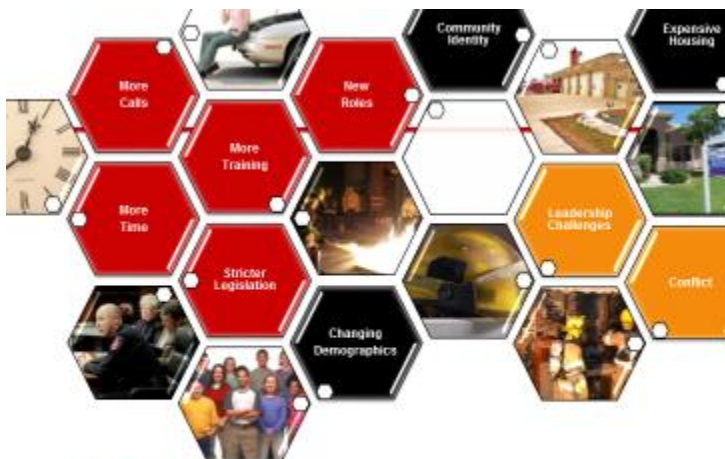 Community
Identity
Expensive
Housing
More
Calls
New
Roles
More
Training
More
Time
Leadership
Challenges
Stricter
Legislation
Conflict
Changing
Demographics